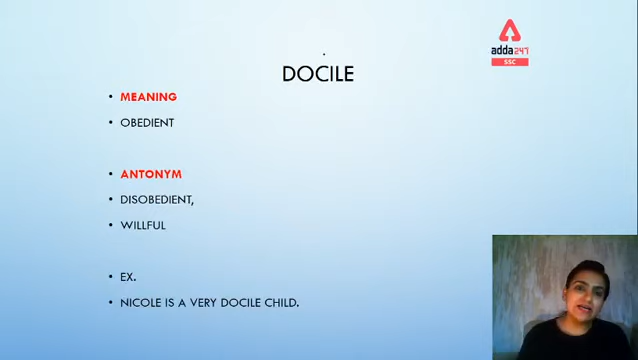 adda247
SSC
DOCILE
• MEANING
• OBEDIENT
• ANTONYM
• DISOBEDIENT,
• WILLFUL
• EX.
• NICOLE IS A VERY DOCILE CHILD.